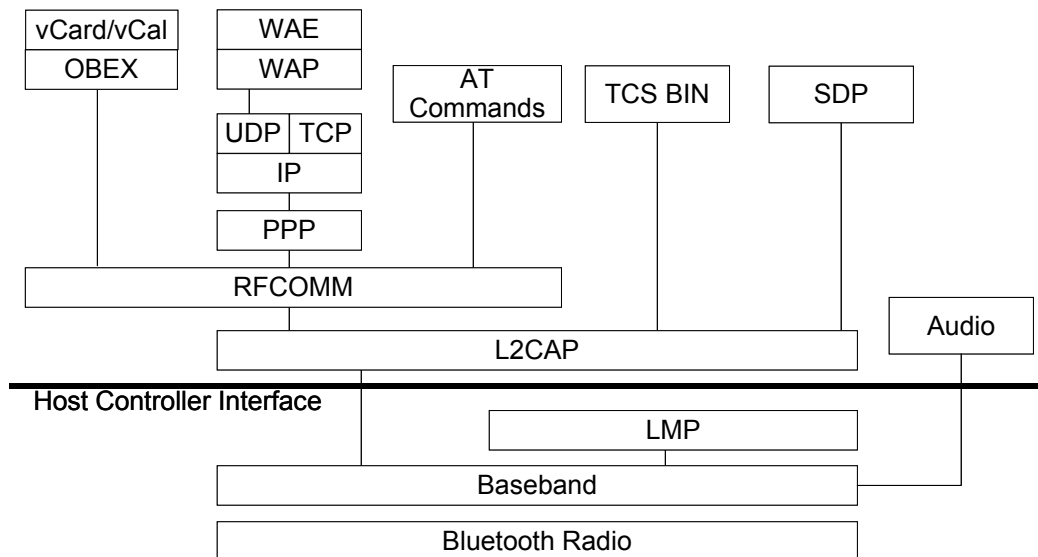 vCard/vCal
OBEX
WAE
WAP
UDP TCP
IP
PPP
AT
Commands
TCS BIN
SDP
RFCOMM
L2CAP
Audio
Host Controller Interface
LMP
Baseband
Bluetooth Radio